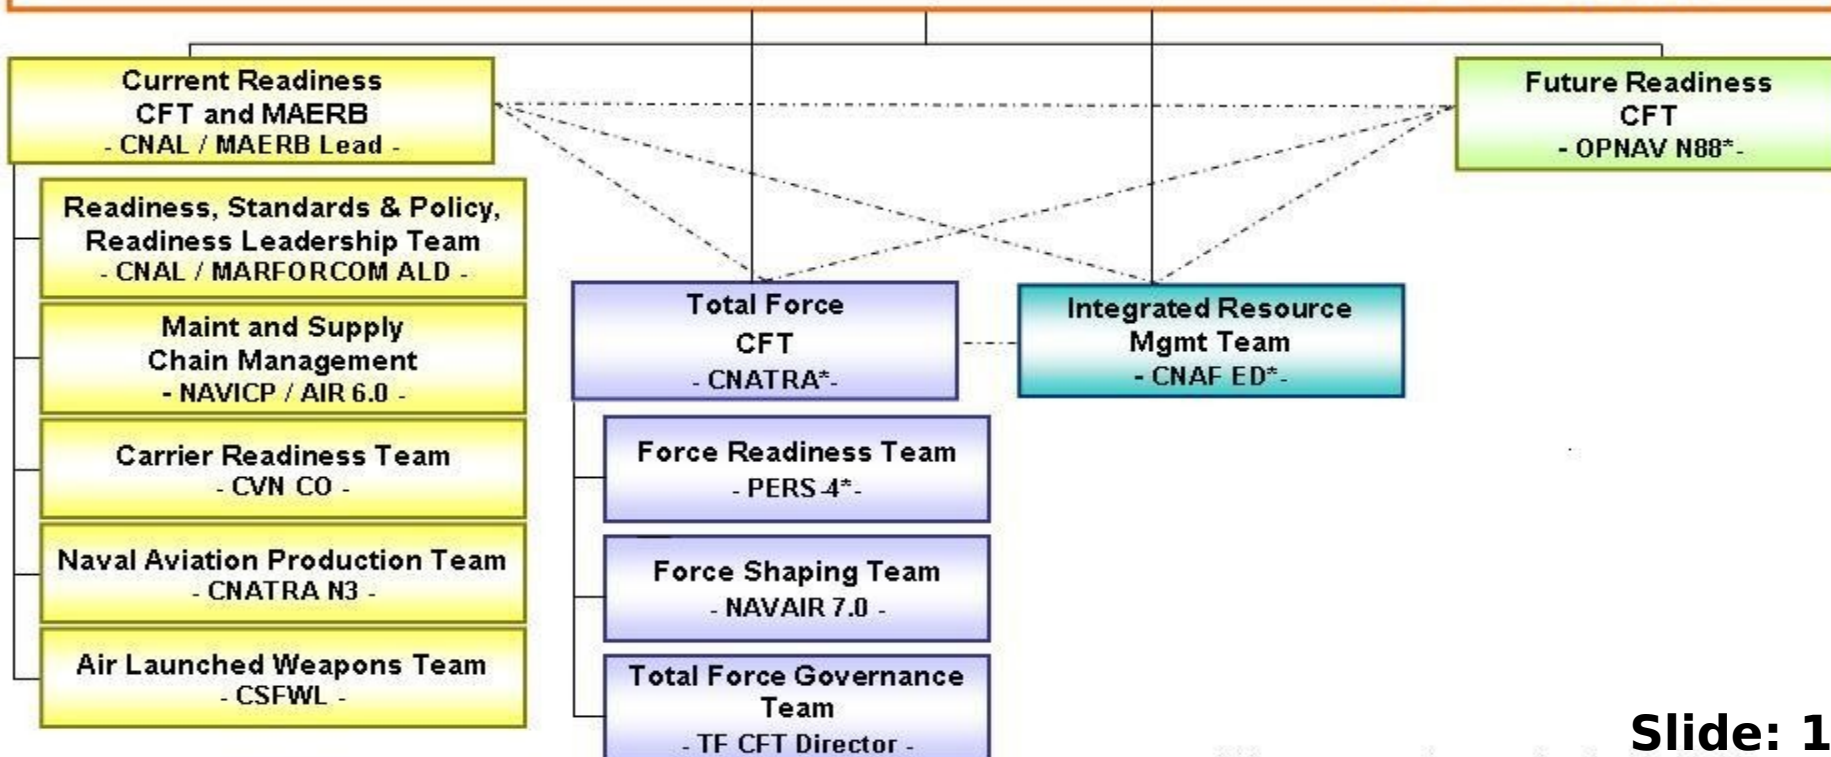 Current Readiness
CFT and MAERB
- CNAL / MAERB Lead -
Readiness, Standards & Policy,
Readiness Leadership Team
- CNAL / MARFORCOM ALD -
Maint and Supply
Chain Management
- NAVICP / AIR 6.0 -
Carrier Readiness Team
- CVN CO -
Naval Aviation Production Team
- CNATRA N3 -
Air Launched Weapons Team
- CSFWL -
Total Force
CFT
- CNATRA*-
Force Readiness Team
- PERS-4*-
Force Shaping Team
- NAVAIR 7.0 -
Total Force Governance
Team
- TF CFT Director -
Integrated Resource
Mgmt Team
- CNAF ED*-
Future Readiness
CFT
- OPNAV N88*-
Slide: 1